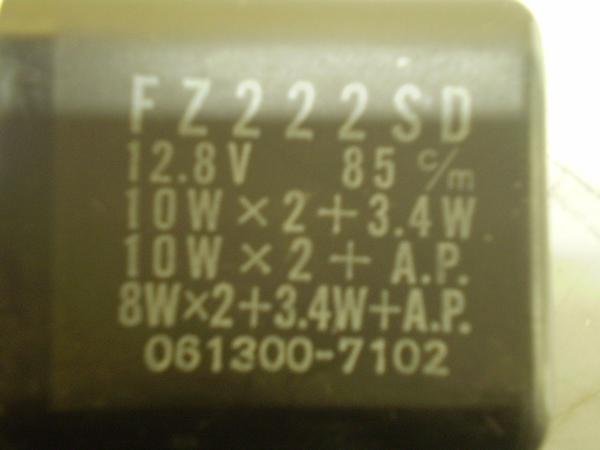 FZ222SD
12.8V 85 c/m
10W×2+3.4W
10W×2+A.P.
8W×2+3.4W+A.P.
061300-7102